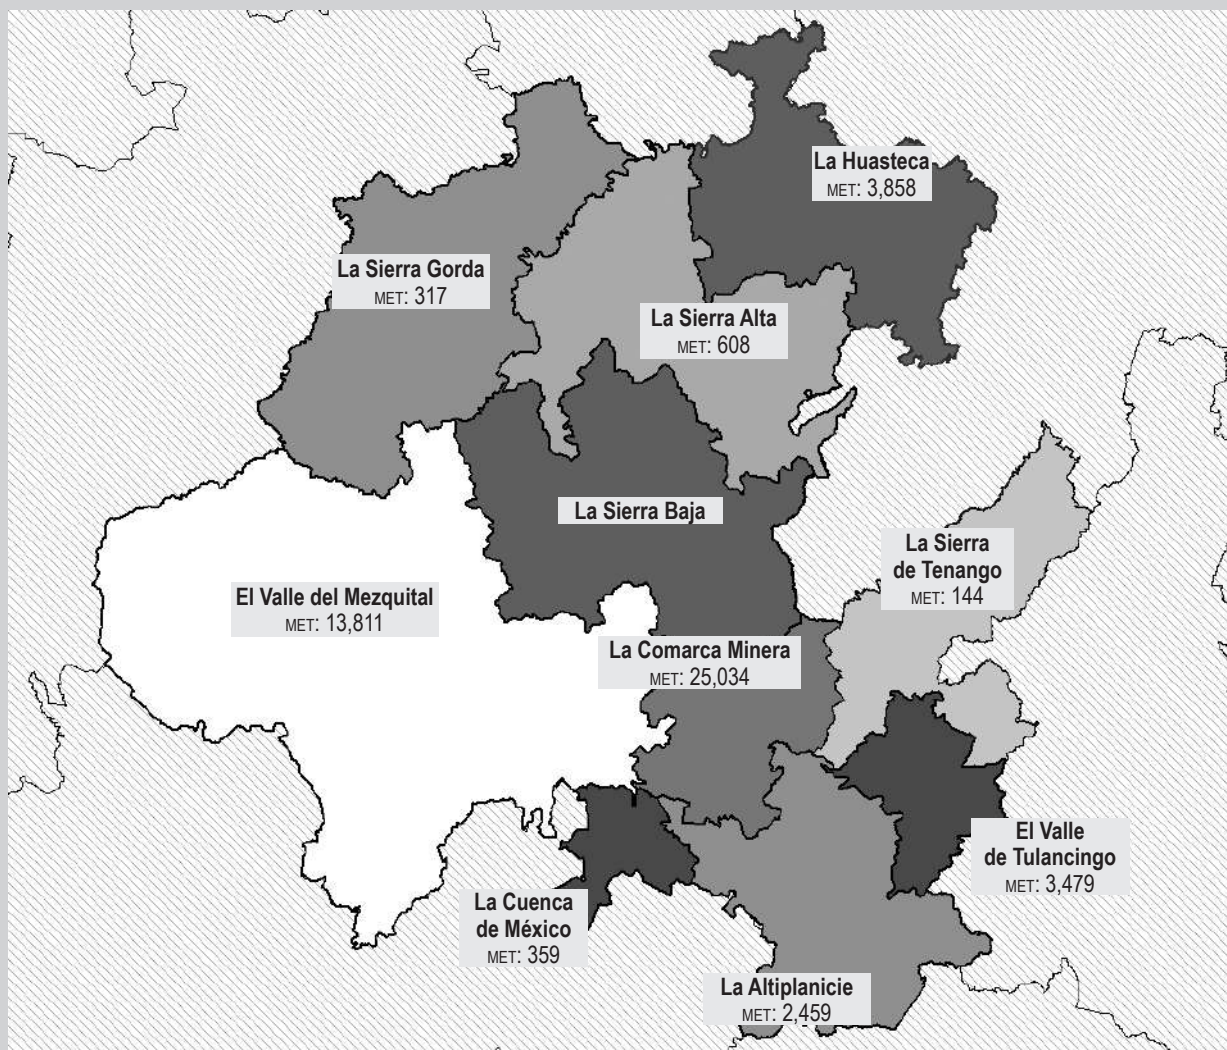 La Huasteca
MET: 3,858
La Sierra Gorda
MET: 317
La Sierra Alta
MET: 608
La Sierra Baja
La Sierra
de Tenango
MET: 144
El Valle del Mezquital
MET: 13,811
La Comarca Minera
MET: 25,034
El Valle
de Tulancingo
MET: 3,479
La Cuenca
de México
MET: 359
La Altiplanicie
MET: 2,459